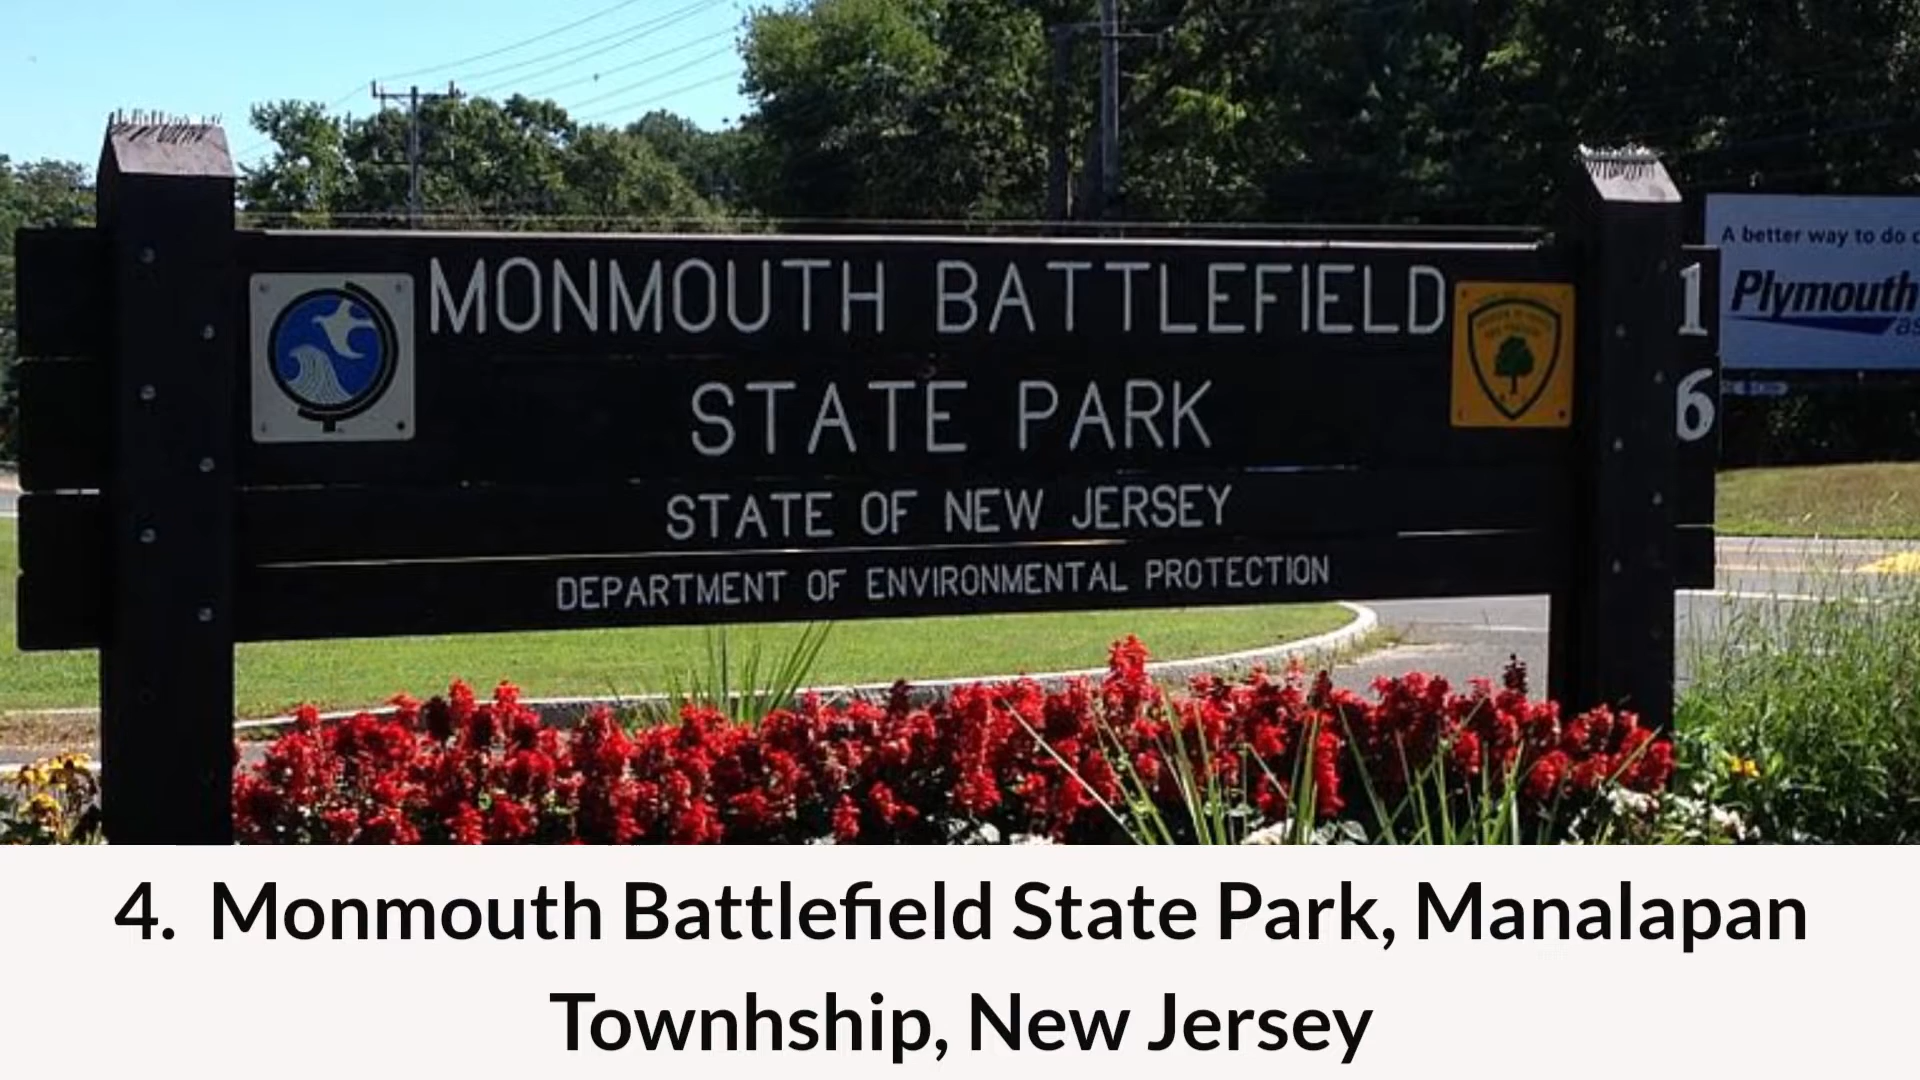 MONMOUTH BATTLEFIELD
STATE PARK
STATE OF NEW JERSEY
DEPARTMENT OF ENVIRONMENTAL PROTECTION
1
6
A better way to do
Plymouth
4. Monmouth Battlefield State Park, Manalapan
Townhship, New Jersey